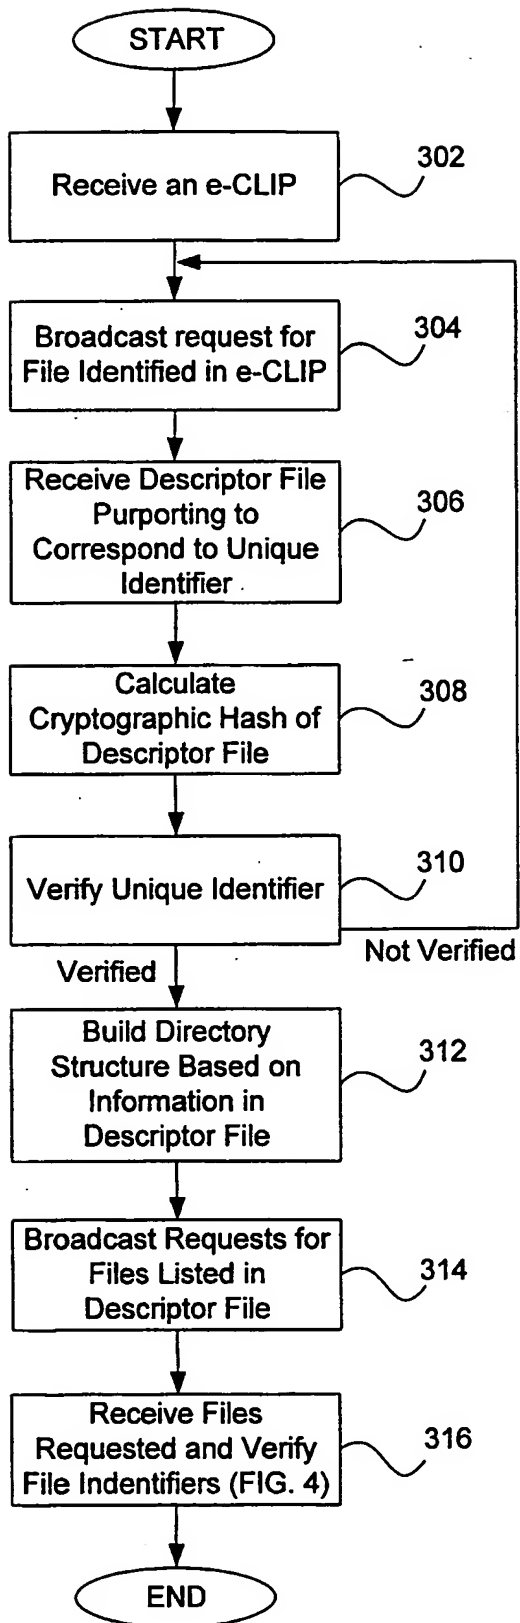 START
Receive an e-CLIP
302
Broadcast request for
File Identified in e-CLIP
304
Receive Descriptor File
Purporting to
Correspond to Unique
Identifier
306
Calculate
Cryptographic Hash of
Descriptor File
308
Verify Unique Identifier
310
Not Verified
Verified
Build Directory
Structure Based on
Information in
Descriptor File
312
Broadcast Requests for
Files Listed in
Descriptor File
314
Receive Files
Requested and Verify
File Indentifiers (FIG. 4)
316
END